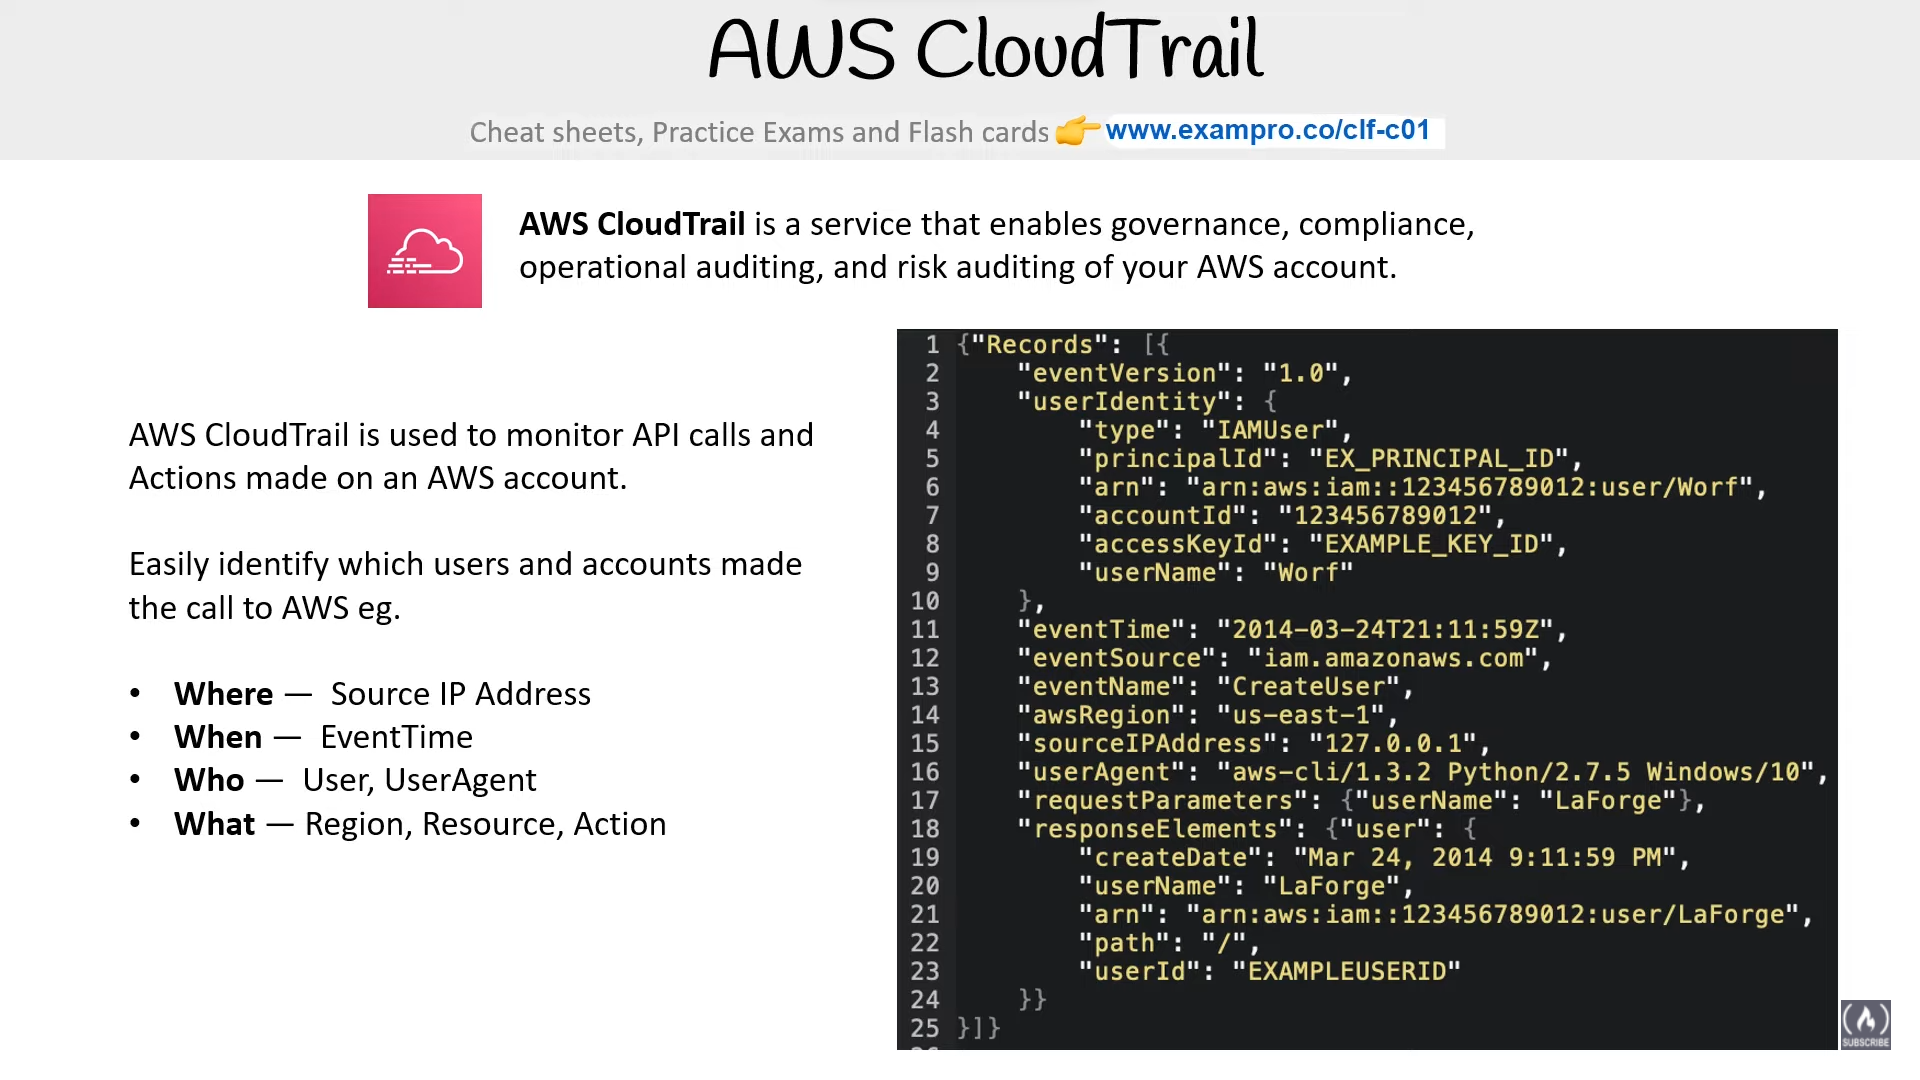 AWS CloudTrail
Cheat sheets, Practice Exams and Flash cards 👉 www.exampro.co/clf-c01
AWS CloudTrail is a service that enables governance, compliance,
operational auditing, and risk auditing of your AWS account.
AWS CloudTrail is used to monitor API calls and
Actions made on an AWS account.
Easily identify which users and accounts made
the call to AWS eg.
• Where — Source IP Address
• When — EventTime
• Who — User, UserAgent
• What — Region, Resource, Action
1 {"Records": [{
2     "eventVersion": "1.0",
3     "userIdentity": {
4         "type": "IAMUser",
5         "principalId": "EX_PRINCIPAL_ID",
6         "arn": "arn:aws:iam::123456789012:user/Worf",
7         "accountId": "123456789012",
8         "accessKeyId": "EXAMPLE_KEY_ID",
9         "userName": "Worf"
10     },
11     "eventTime": "2014-03-24T21:11:59Z",
12     "eventSource": "iam.amazonaws.com",
13     "eventName": "CreateUser",
14     "awsRegion": "us-east-1",
15     "sourceIPAddress": "127.0.0.1",
16     "userAgent": "aws-cli/1.3.2 Python/2.7.5 Windows/10",
17     "requestParameters": {"userName": "LaForge"},
18     "responseElements": {"user": {
19         "createDate": "Mar 24, 2014 9:11:59 PM",
20         "userName": "LaForge",
21         "arn": "arn:aws:iam::123456789012:user/LaForge",
22         "path": "/",
23         "userId": "EXAMPLEUSERID"
24     }}
25 }]}
SUBSCRIBE